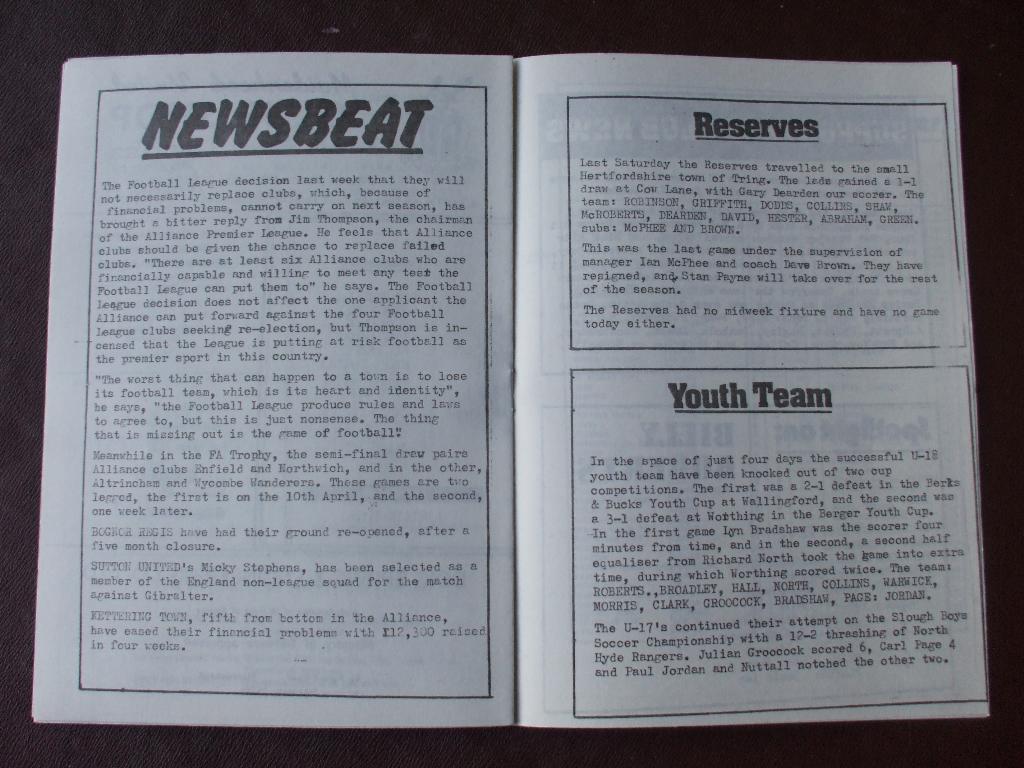 NEWSBEAT
The Football League decision last week that they will
not necessarily replace clubs, which, because of
financial problems, cannot carry on next season, has
brought a bitter reply from Jim Thompson, the chairman
of the Alliance Premier League. He feels that Alliance
clubs should be given the chance to replace failed
clubs. "There are at least six Alliance clubs who are
financially capable and willing to meet any test the
Football League can put them to" he says. The Football
League decision does not affect the one applicant the
Alliance can put forward against the four Football
League clubs seeking re-election, but Thompson is in-
censed that the League is putting at risk football as
the premier sport in this country.
"The worst thing that can happen to a town is to lose
its football team, which is its heart and identity",
he says, "the Football League produce rules and laws
to agree to, but this is just nonsense. The thing
that is missing out is the game of football".
Meanwhile in the FA Trophy, the semi-final draw pairs
Alliance clubs Enfield and Northwich, and in the other,
Altrincham and Wycombe Wanderers. These games are two
legged, the first is on the 10th April, and the second,
one week later.
BOGNOR REGIS have had their ground re-opened, after a
five month closure.
SUTTON UNITED's Micky Stephens, has been selected as a
member of the England non-league squad for the match
against Gibralter.
KETTERING TOWN, fifth from bottom in the Alliance,
have eased their financial problems with £12,300 raised
in four weeks.
Reserves
Last Saturday the Reserves travelled to the small
Hertfordshire town of Tring. The lads gained a 1-1
draw at Cow Lane, with Gary Dearden our scorer. The
team: ROBINSON, GRIFFITH, DODDS, COLLINS, SHAW,
McROBERTS, DEARDEN, DAVID, HESTER, ABRAHAM, GREEN.
subs: McPHEE AND BROWN.
This was the last game under the supervision of
manager Ian McPhee and coach Dave Brown. They have
resigned, and Stan Payne will take over for the rest
of the season.
The Reserves had no midweek fixture and have no game
today either.
Youth Team
In the space of just four days the successful U-18
youth team have been knocked out of two cup
competitions. The first was a 2-1 defeat in the Berks
& Bucks Youth Cup at Wallingford, and the second was
a 3-1 defeat at Worthing in the Berger Youth Cup.
In the first game Lyn Bradshaw was the scorer four
minutes from time, and in the second, a second half
equaliser from Richard North took the game into extra
time, during which Worthing scored twice. The team:
ROBERTS., BROADLEY, HALL, NORTH, COLLINS, WARWICK,
MORRIS, CLARK, GROOCOCK, BRADSHAW, PAGE: JORDAN.
The U-17's continued their attempt on the Slough Boys
Soccer Championship with a 12-2 thrashing of North
Hyde Rangers. Julian Groocock scored 6, Carl Page 4
and Paul Jordan and Nuttall notched the other two.